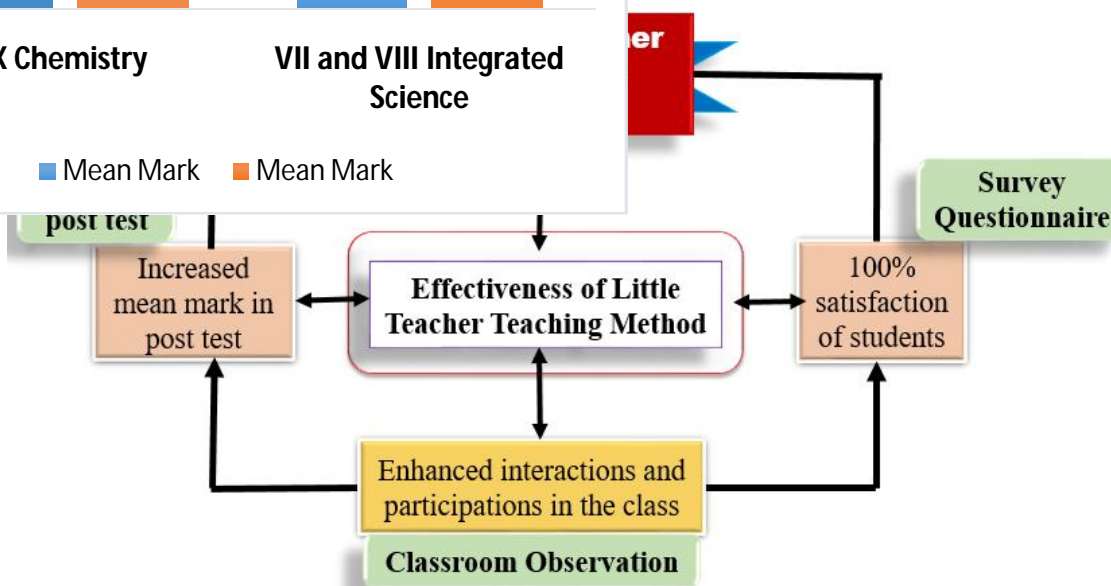 Chemistry
VII and VIII Integrated
Science
Mean Mark
Mean Mark
post test
Survey
Questionnaire
Increased
mean mark in
post test
Effectiveness of Little
Teacher Teaching Method
100%
satisfaction
of students
Enhanced interactions and
participations in the class
Classroom Observation